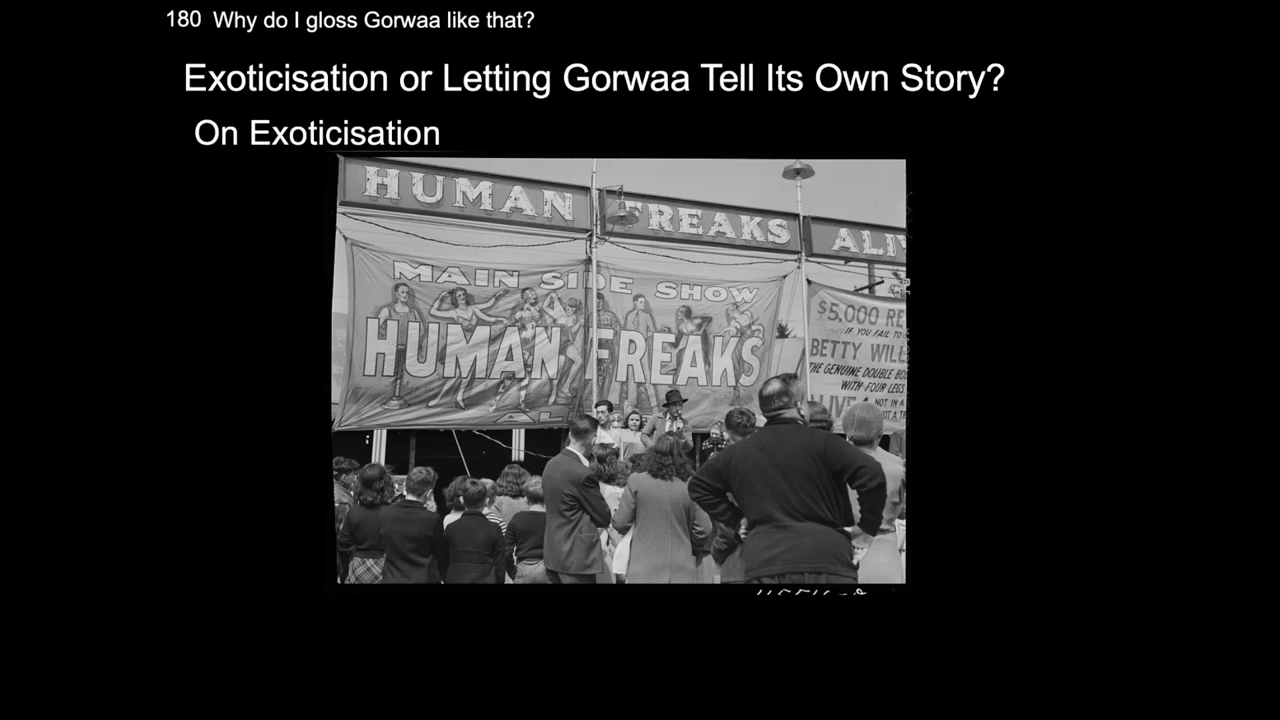 180 Why do I gloss Gorwaa like that?
Exoticisation or Letting Gorwaa Tell Its Own Story?
On Exoticisation
HUMAN FREAKS
MAIN SIDE SHOW
HUMAN FREAKS
$5,000
IF YOU FAIL TO
BETTY
THE GENUINE DOUBLE
WITH FOUR LEGS
ALIVE